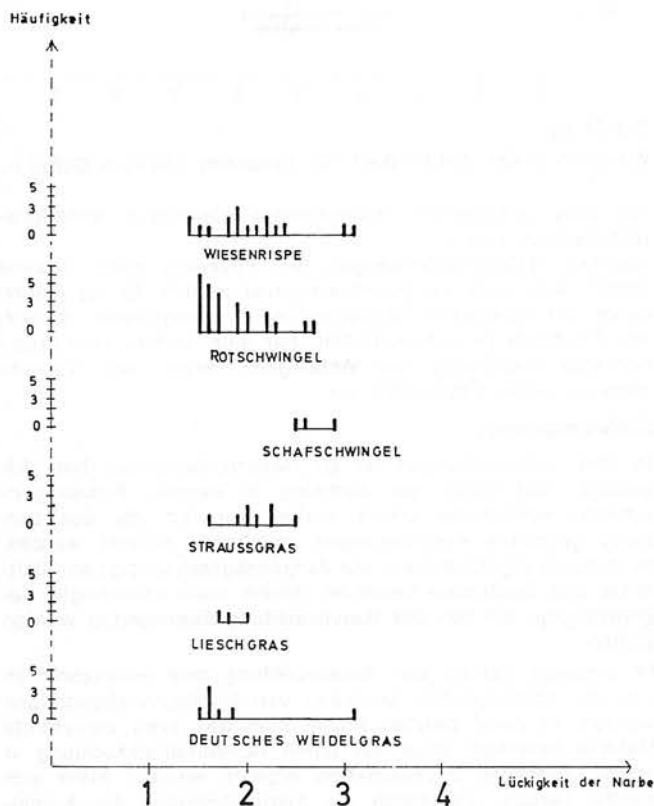 Häufigkeit
5
3
0
WIESENRISPE
5
3
0
ROTSCHWINGEL
5
3
0
SCHAFSCHWINGEL
5
3
0
STRAUSSGRAS
5
3
0
LIESCHGRAS
5
3
0
DEUTSCHES WEIDELGRAS
1 2 3 4 Lückigkeit der Narbe